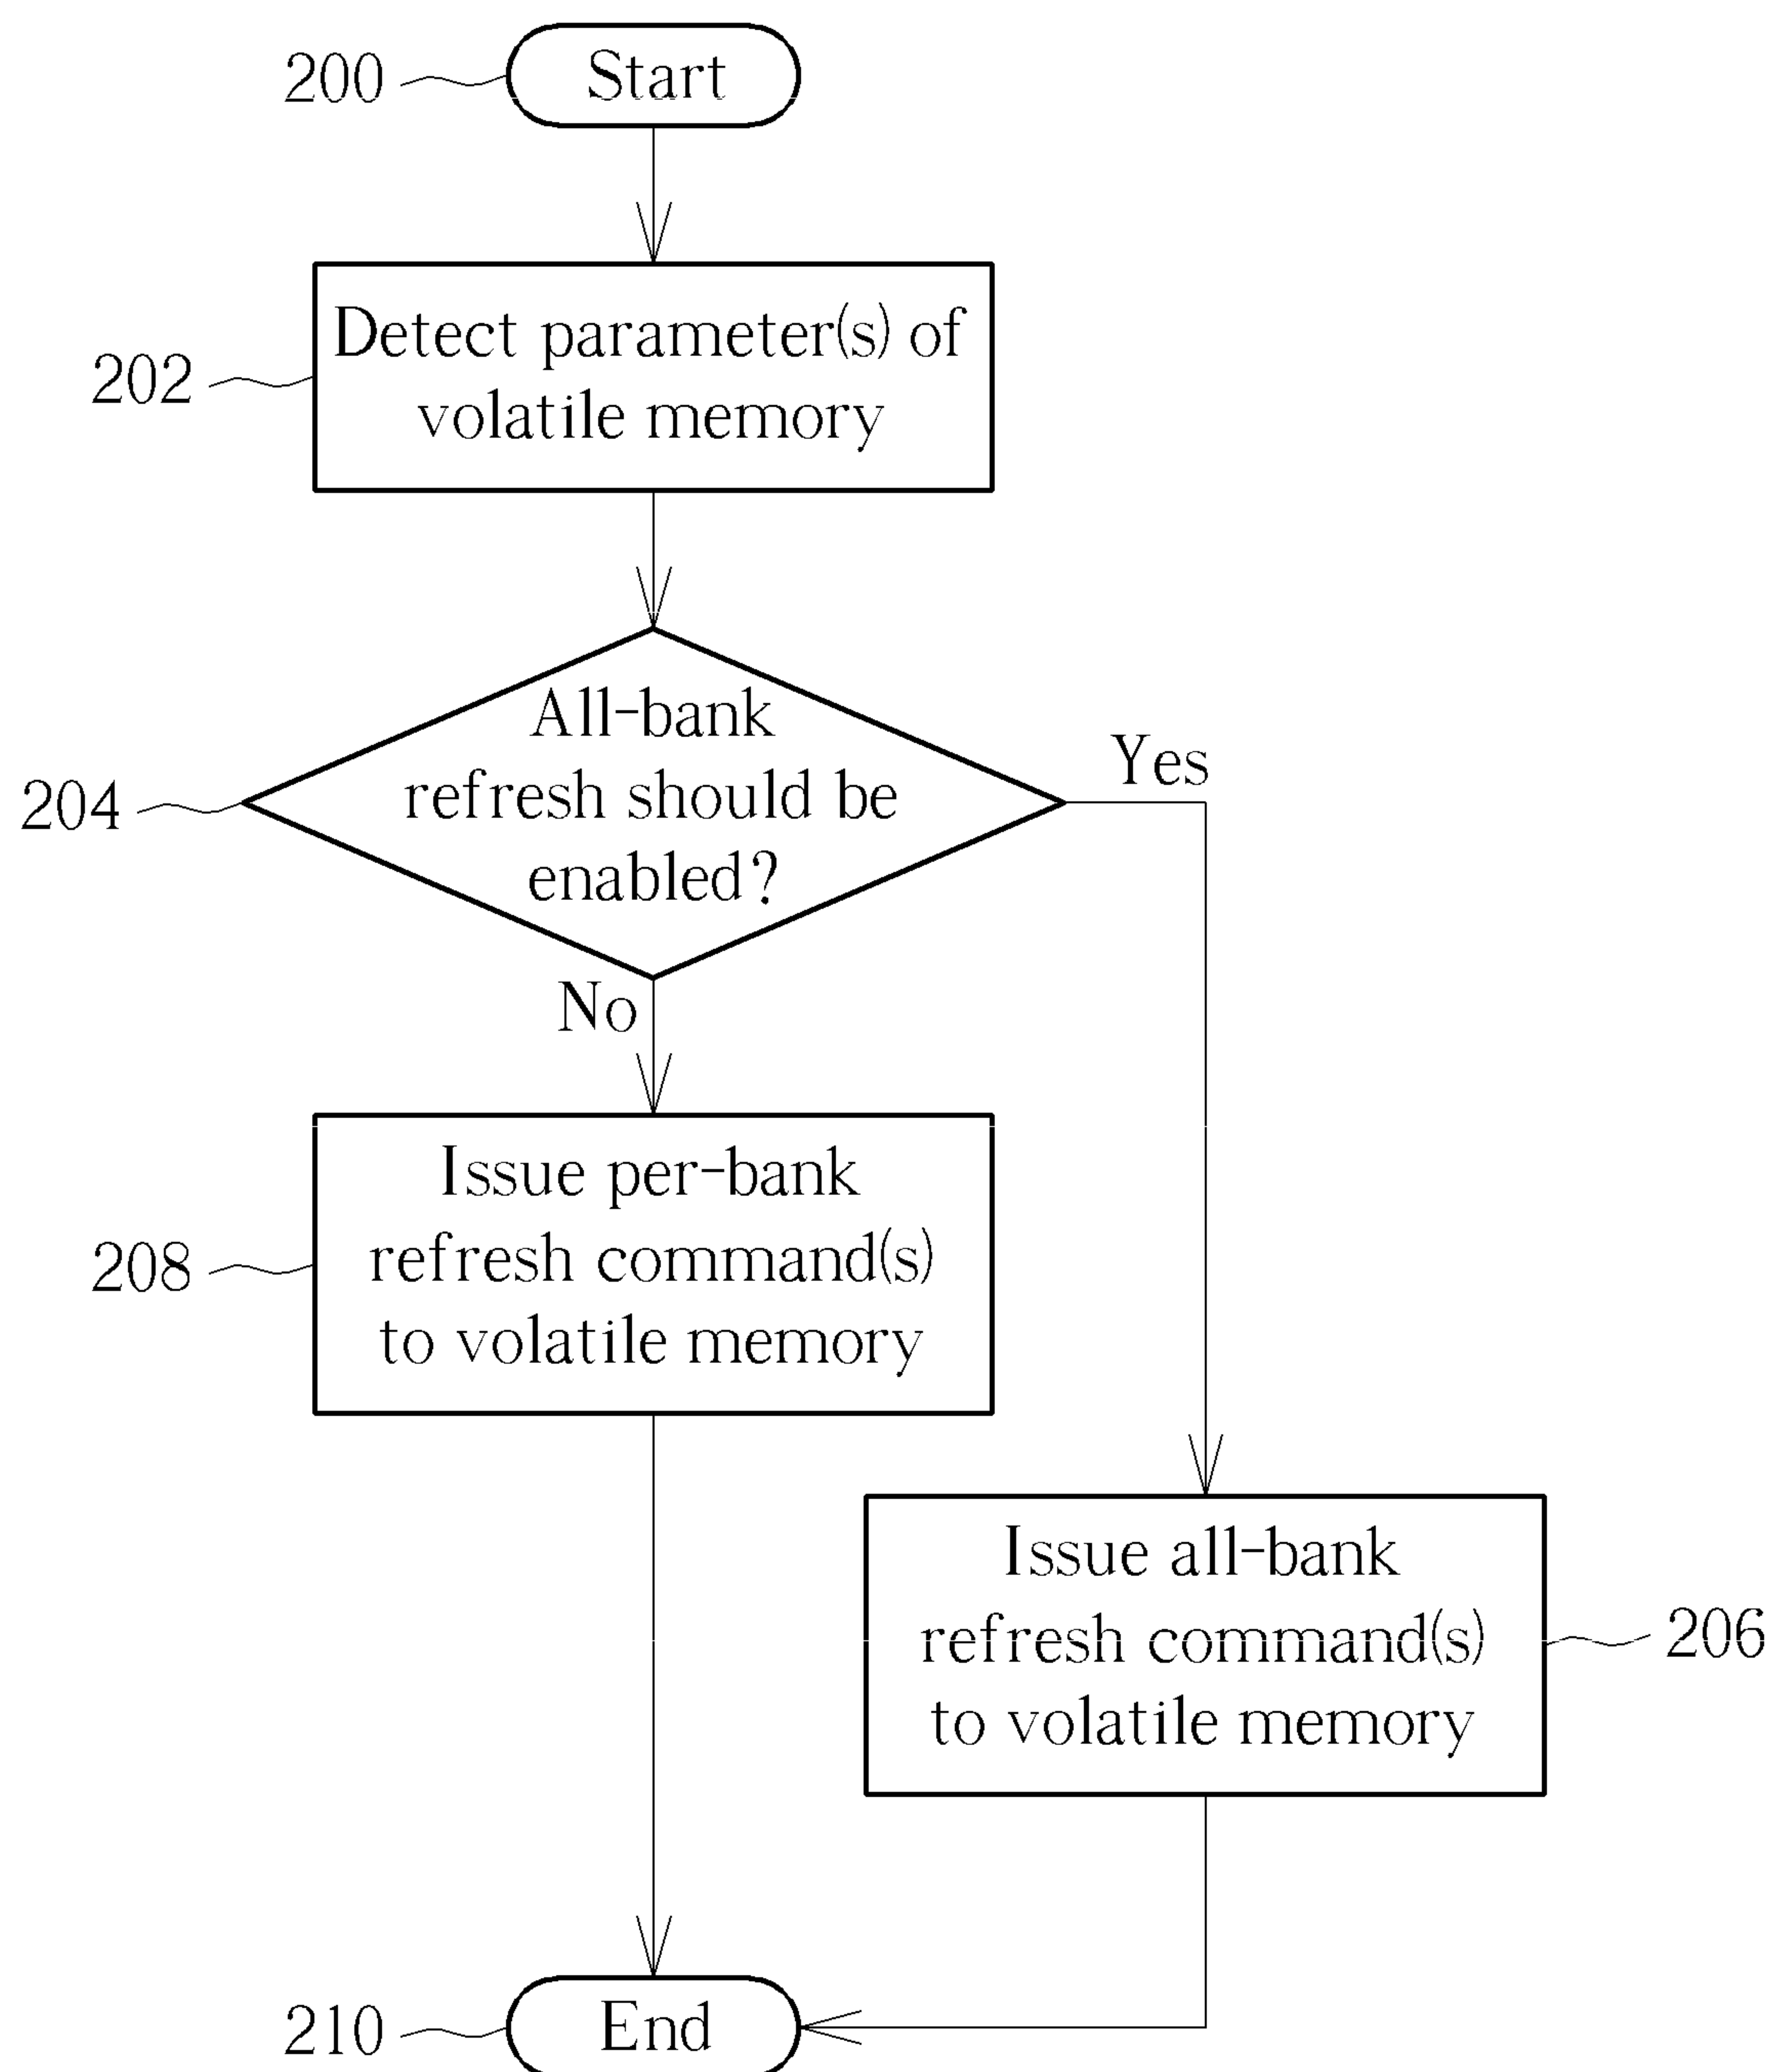 200
Start
202
Detect parameter(s) of
volatile memory
204
All-bank
refresh should be
enabled?
Yes
No
208
Issue per-bank
refresh command(s)
to volatile memory
Issue all-bank
refresh command(s)
to volatile memory
206
210
End